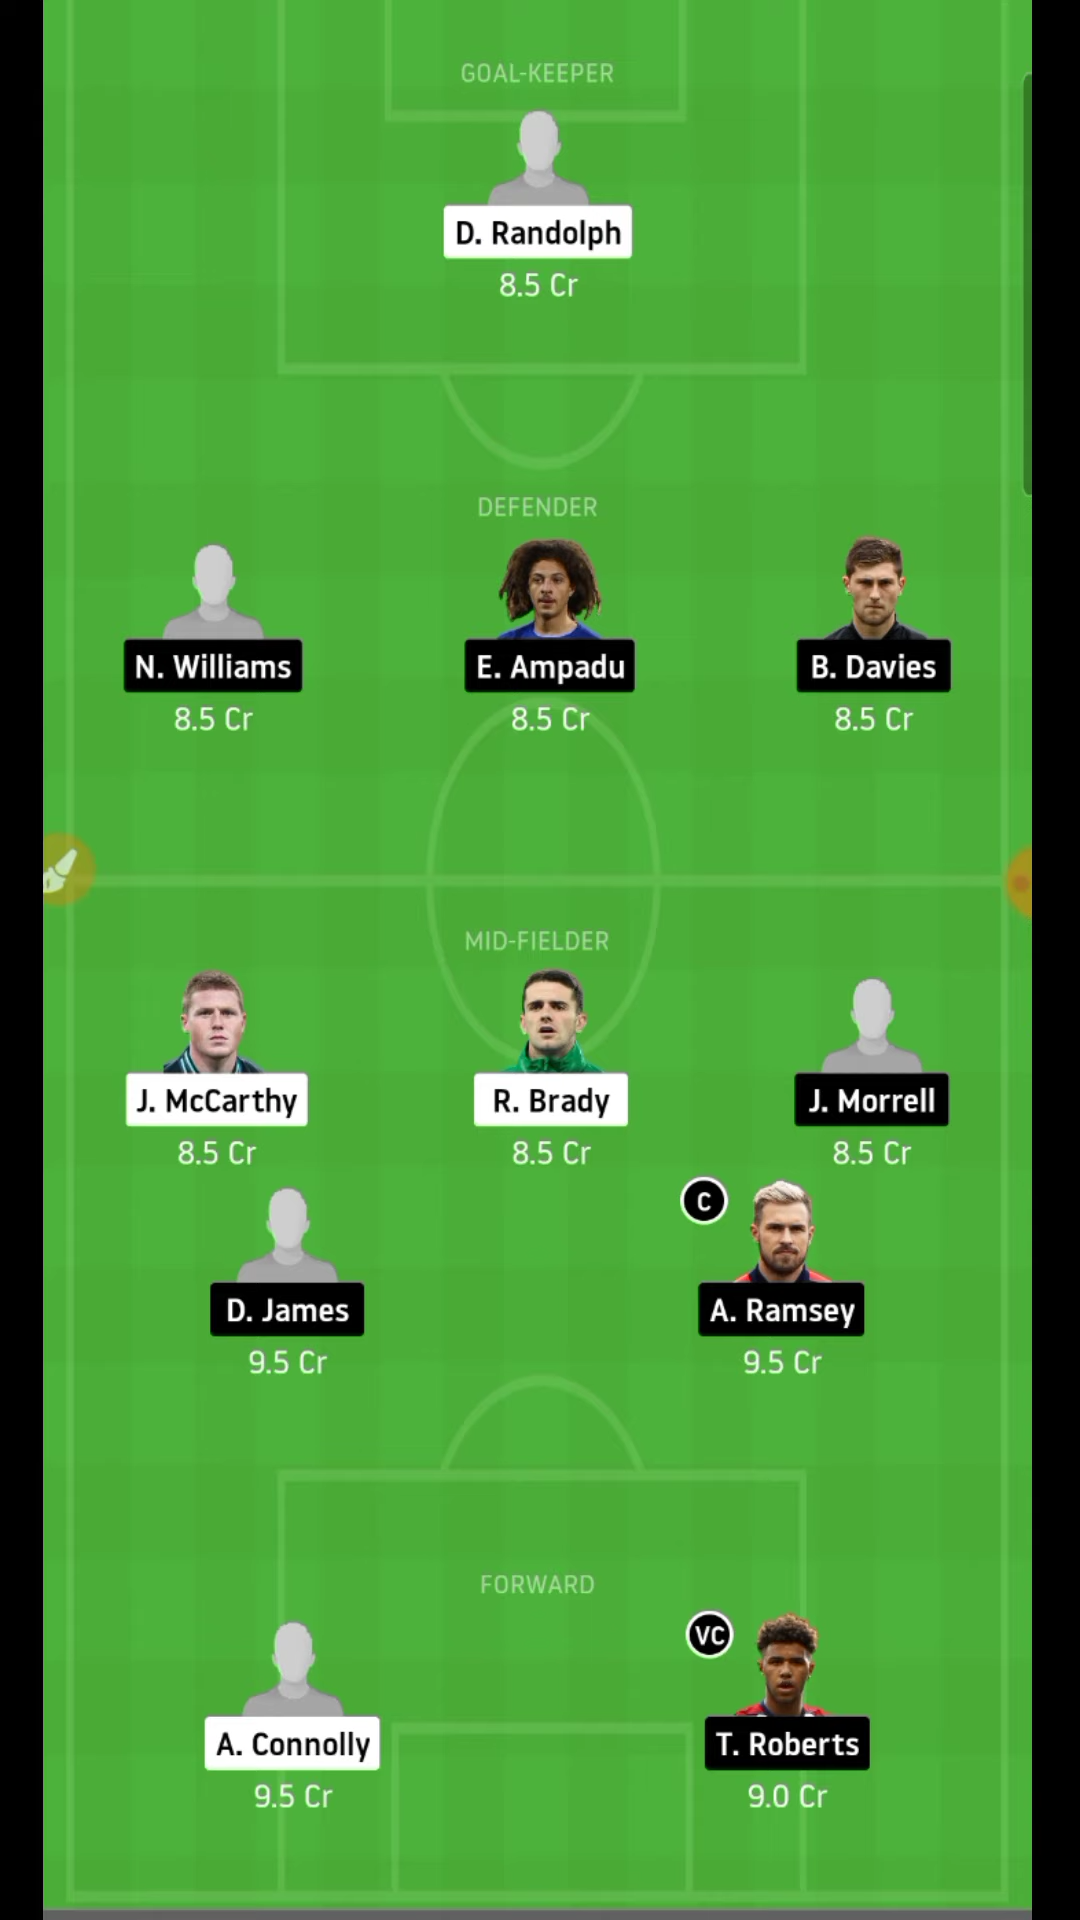 GOAL-KEEPER
D. Randolph
8.5 Cr
DEFENDER
N. Williams E. Ampadu B. Davies
8.5 Cr 8.5 Cr 8.5 Cr
MID-FIELDER
J. McCarthy R. Brady J. Morrell
8.5 Cr 8.5 Cr 8.5 Cr
C
D. James A. Ramsey
9.5 Cr 9.5 Cr
FORWARD
VC
A. Connolly T. Roberts
9.5 Cr 9.0 Cr